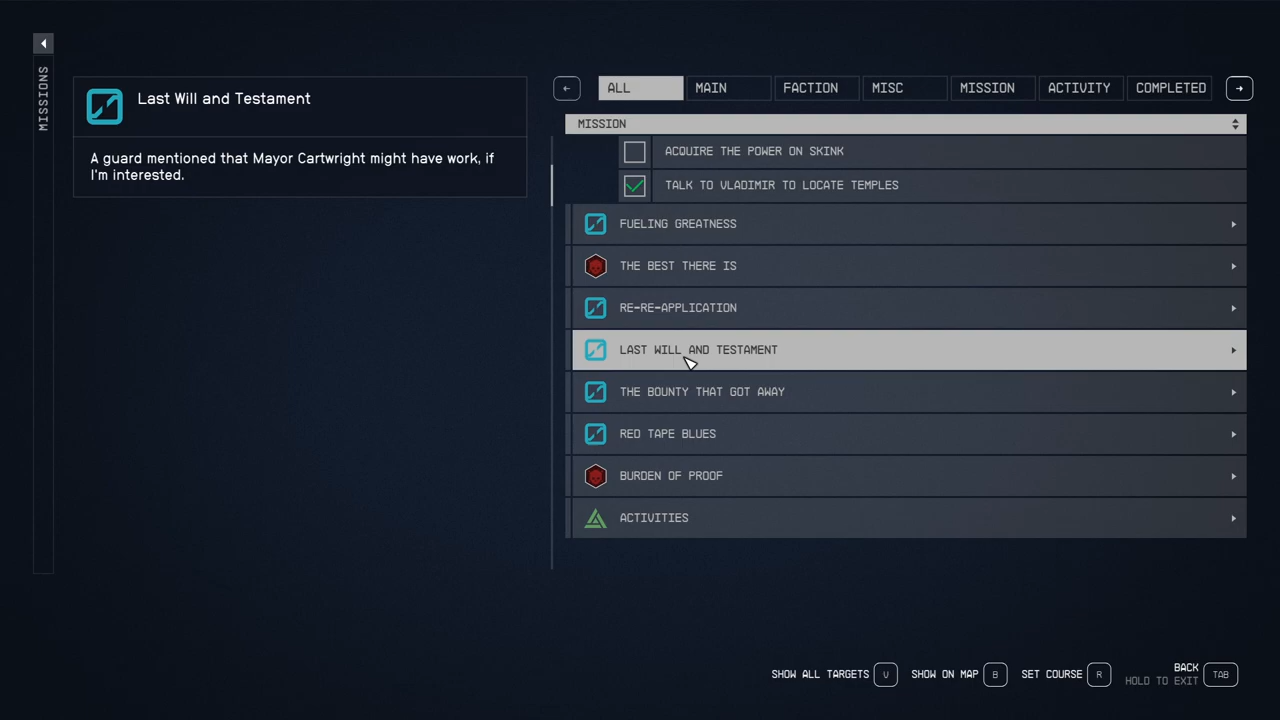 MISSIONS
Last Will and Testament
A guard mentioned that Mayor Cartwright might have work, if
I'm interested.
ALL MAIN FACTION MISC MISSION ACTIVITY COMPLETED
MISSION
ACQUIRE THE POWER ON SKINK
TALK TO VLADIMIR TO LOCATE TEMPLES
FUELING GREATNESS
THE BEST THERE IS
RE-RE-APPLICATION
LAST WILL AND TESTAMENT
THE BOUNTY THAT GOT AWAY
RED TAPE BLUES
BURDEN OF PROOF
ACTIVITIES
SHOW ALL TARGETS V SHOW ON MAP B SET COURSE R BACK TAB
HOLD TO EXIT